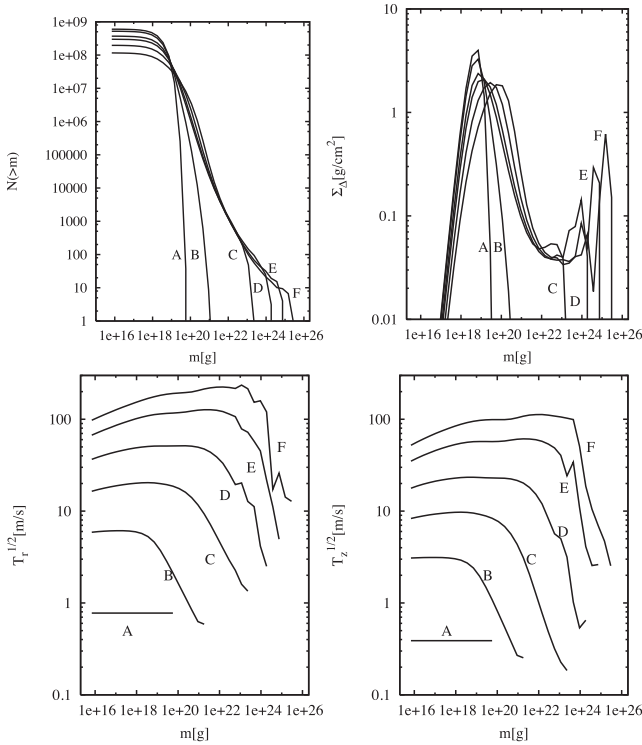 1e+09
1e+08
1e+07
1e+06
100000
10000
1000
100
10
1
N(>m)
A
B
C
D
E
F
1e+16 1e+18 1e+20 1e+22 1e+24 1e+26
m[g]
10
1
0.1
0.01
Σ_Δ[g/cm²]
A
B
C
D
E
F
1e+16 1e+18 1e+20 1e+22 1e+24 1e+26
m[g]
100
10
1
0.1
T_r^1/2[m/s]
A
B
C
D
E
F
1e+16 1e+18 1e+20 1e+22 1e+24 1e+26
m[g]
100
10
1
0.1
T_z^1/2[m/s]
A
B
C
D
E
F
1e+16 1e+18 1e+20 1e+22 1e+24 1e+26
m[g]